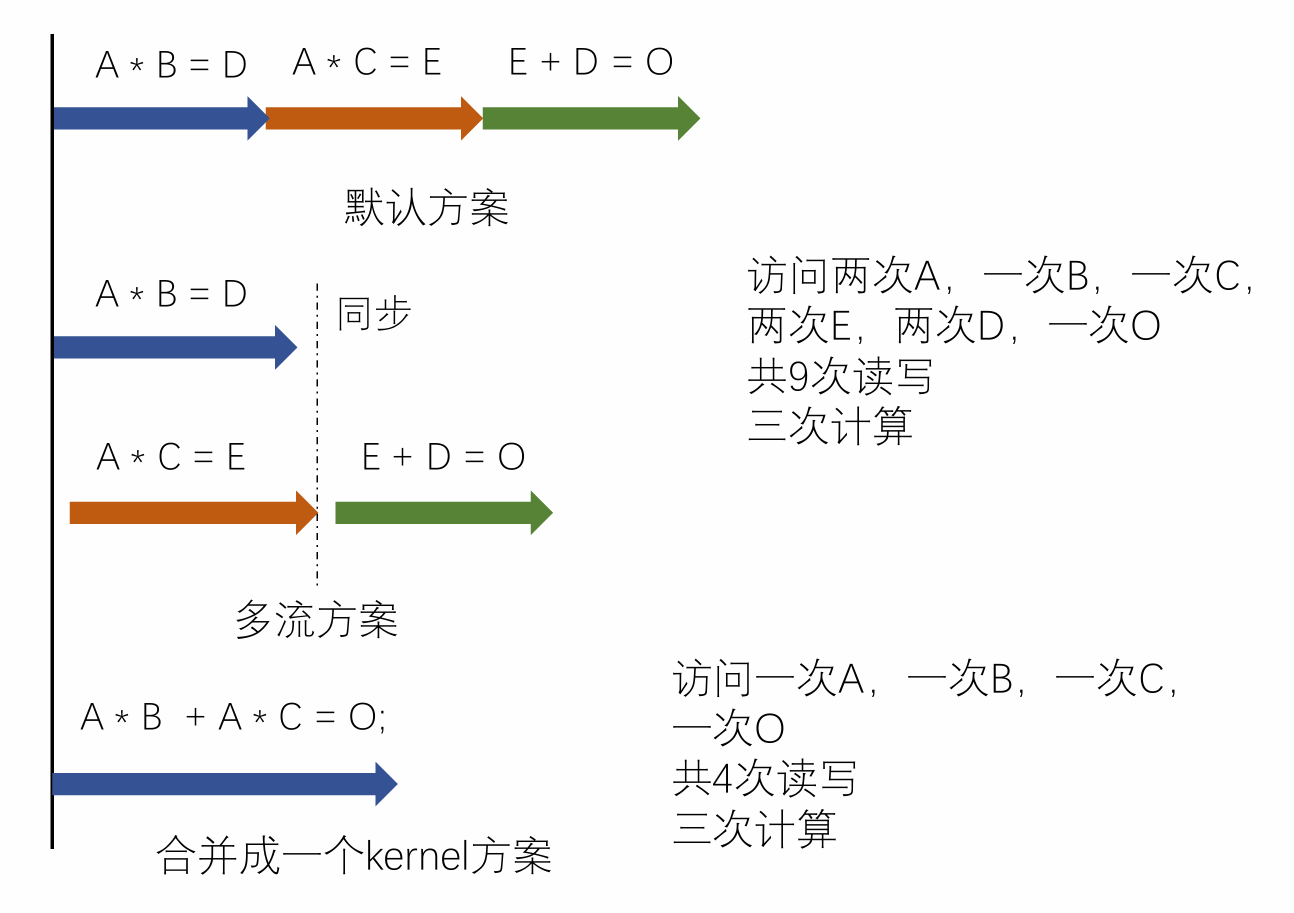 A * B = D
A * C = E
E + D = O
默认方案
A * B = D
同步
访问两次A，一次B，一次C，
两次E，两次D，一次O
共9次读写
三次计算
A * C = E
E + D = O
多流方案
A * B + A * C = O;
访问一次A，一次B，一次C，
一次O
共4次读写
三次计算
合并成一个kernel方案